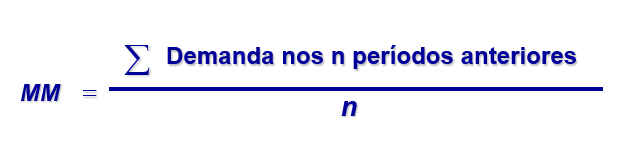 ∑ Demanda nos n períodos anteriores
MM =
n